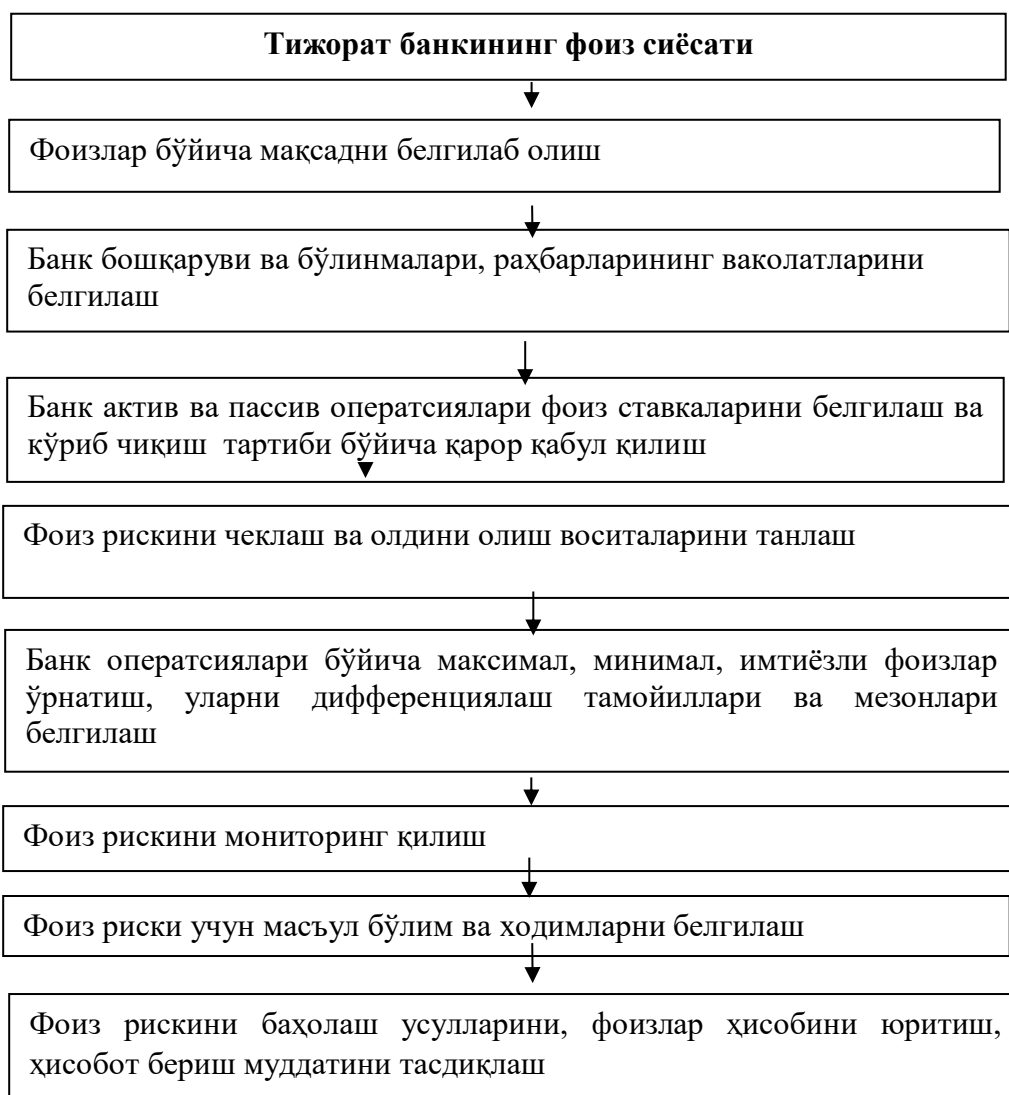 Тижорат банкининг фоиз сиёсати
Фоизлар бўйича мақсадни белгилаб олиш
Банк бошқаруви ва бўлинмалари, раҳбарларининг ваколатларини
белгилаш
Банк актив ва пассив оператсиялари фоиз ставкаларини белгилаш ва
кўриб чиқиш тартиби бўйича қарор қабул қилиш
Фоиз рискини чеклаш ва олдини олиш воситаларини танлаш
Банк оператсиялари бўйича максимал, минимал, имтиёзли фоизлар
ўрнатиш, уларни дифференциялаш тамойиллари ва мезонлари
белгилаш
Фоиз рискини мониторинг қилиш
Фоиз риски учун масъул бўлим ва ходимларни белгилаш
Фоиз рискини баҳолаш усулларини, фоизлар ҳисобини юритиш,
ҳисобот бериш муддатини тасдиқлаш